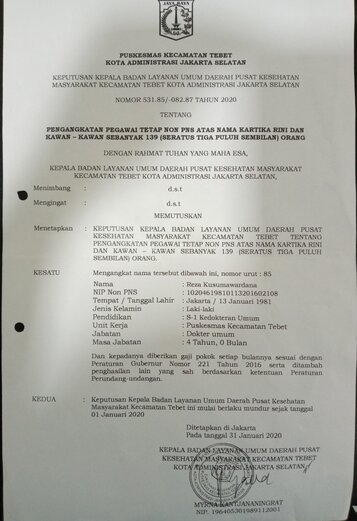 JAYA RAYA
PUSKESMAS KECAMATAN TEBET
KOTA ADMINISTRASI JAKARTA SELATAN
KEPUTUSAN KEPALA BADAN LAYANAN UMUM DAERAH PUSAT KESEHATAN
MASYARAKAT KECAMATAN TEBET KOTA ADMINISTRASI JAKARTA SELATAN
NOMOR 531.85/-082.87 TAHUN 2020
TENTANG
PENGANGKATAN PEGAWAI TETAP NON PNS ATAS NAMA KARTIKA RINI DAN
KAWAN – KAWAN SEBANYAK 139 (SERATUS TIGA PULUH SEMBILAN) ORANG
DENGAN RAHMAT TUHAN YANG MAHA ESA,
KEPALA BADAN LAYANAN UMUM DAERAH PUSAT KESEHATAN MASYARAKAT
KECAMATAN TEBET KOTA ADMINISTRASI JAKARTA SELATAN,
Menimbang : d.s.t
Mengingat : d.s.t
MEMUTUSKAN
Menetapkan : KEPUTUSAN KEPALA BADAN LAYANAN UMUM DAERAH PUSAT
KESEHATAN MASYARAKAT KECAMATAN TEBET TENTANG
PENGANGKATAN PEGAWAI TETAP NON PNS ATAS NAMA KARTIKA RINI
DAN KAWAN – KAWAN SEBANYAK 139 (SERATUS TIGA PULUH
SEMBILAN) ORANG.
KESATU : Mengangkat nama tersebut dibawah ini, nomor urut : 85
Nama : Reza Kusumawardana
NIP Non PNS : 10204619810113201602108
Tempat / Tanggal Lahir : Jakarta / 13 Januari 1981
Jenis Kelamin : Laki-laki
Pendidikan : S-1 Kedokteran Umum
Unit Kerja : Puskesmas Kecamatan Tebet
Jabatan : Dokter umum
Masa Jabatan : 4 Tahun, 0 Bulan
Dan kepadanya diberikan gaji pokok setiap bulannya sesuai dengan
Peraturan Gubernur Nomor 221 Tahun 2016 serta ditambah
penghasilan lain yang sah berdasarkan ketentuan Peraturan
Perundang-undangan.
KEDUA : Keputusan Kepala Badan Layanan Umum Daerah Pusat Kesehatan
Masyarakat Kecamatan Tebet ini mulai berlaku mundur sejak tanggal
01 Januari 2020
Ditetapkan di Jakarta
Pada tanggal 31 Januari 2020
KEPALA BADAN LAYANAN UMUM DAERAH PUSAT
KESEHATAN MASYARAKAT KECAMATAN TEBET
KOTA ADMINISTRASI JAKARTA SELATAN
MYRNA KANTJANANINGRAT
NIP. 196405301989112001